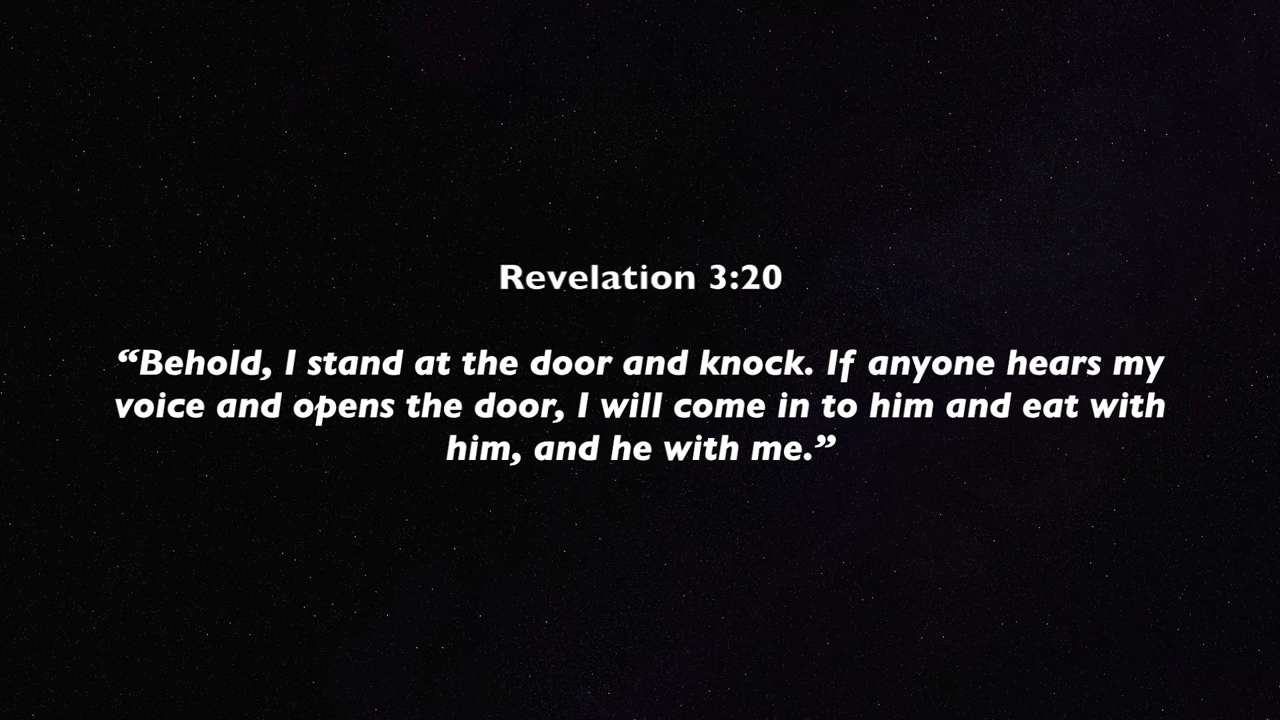 Revelation 3:20
“Behold, I stand at the door and knock. If anyone hears my
voice and opens the door, I will come in to him and eat with
him, and he with me.”